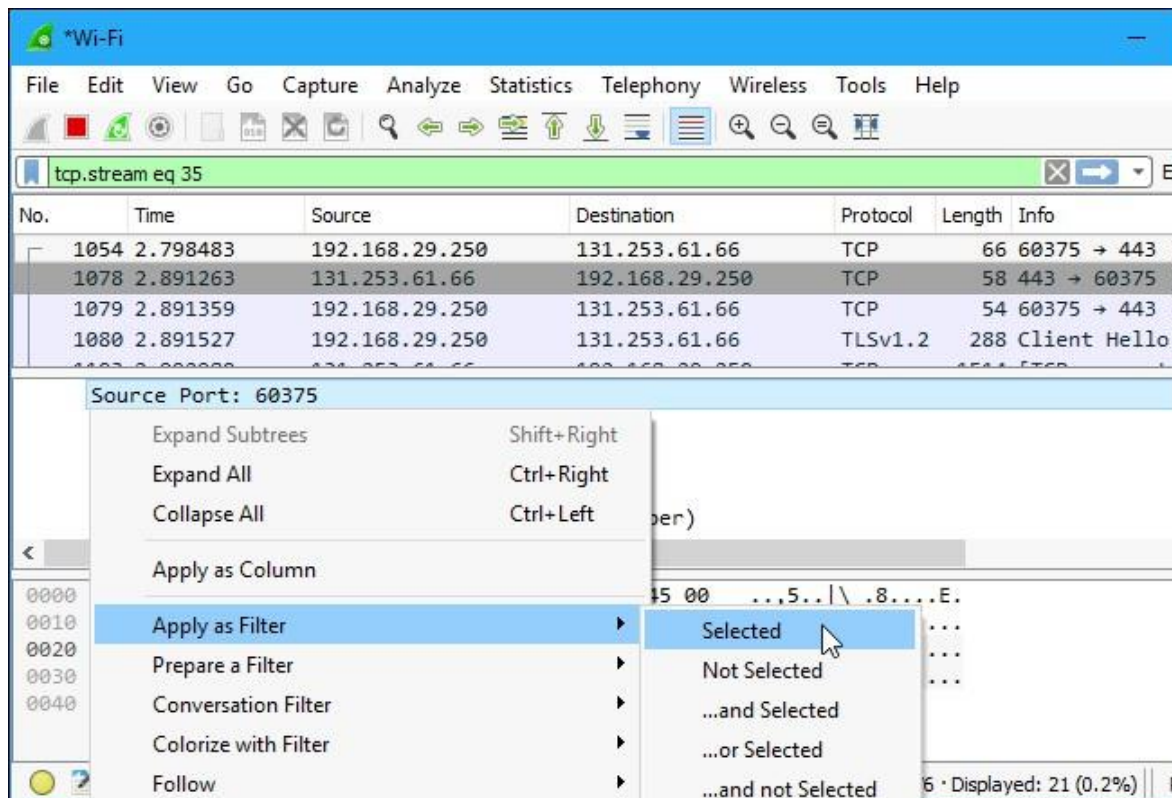 *Wi-Fi
File Edit View Go Capture Analyze Statistics Telephony Wireless Tools Help
tcp.stream eq 35
No. Time Source Destination Protocol Length Info
1054 2.798483 192.168.29.250 131.253.61.66 TCP 66 60375 → 443
1078 2.891263 131.253.61.66 192.168.29.250 TCP 58 443 → 60375
1079 2.891359 192.168.29.250 131.253.61.66 TCP 54 60375 → 443
1080 2.891527 192.168.29.250 131.253.61.66 TLSv1.2 288 Client Hello
Source Port: 60375
Expand Subtrees Shift+Right
Expand All Ctrl+Right
Collapse All Ctrl+Left
ber)
Apply as Column
0000 45 00 ..,5..|\ .8....E.
0010 Apply as Filter Selected ...
0020 ...
Prepare a Filter Not Selected
0030 ...
0040 Conversation Filter ...and Selected
Colorize with Filter ...or Selected
Follow ...and not Selected 6 · Displayed: 21 (0.2%)